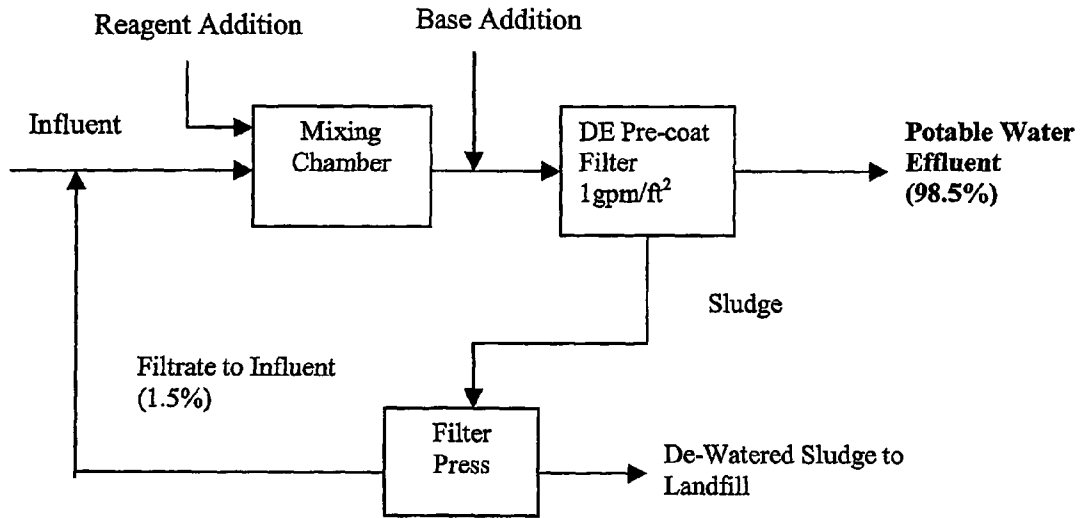 Reagent Addition
Base Addition
Influent
Mixing
Chamber
DE Pre-coat
Filter
1gpm/ft²
Potable Water
Effluent
(98.5%)
Sludge
Filtrate to Influent
(1.5%)
Filter
Press
De-Watered Sludge to
Landfill